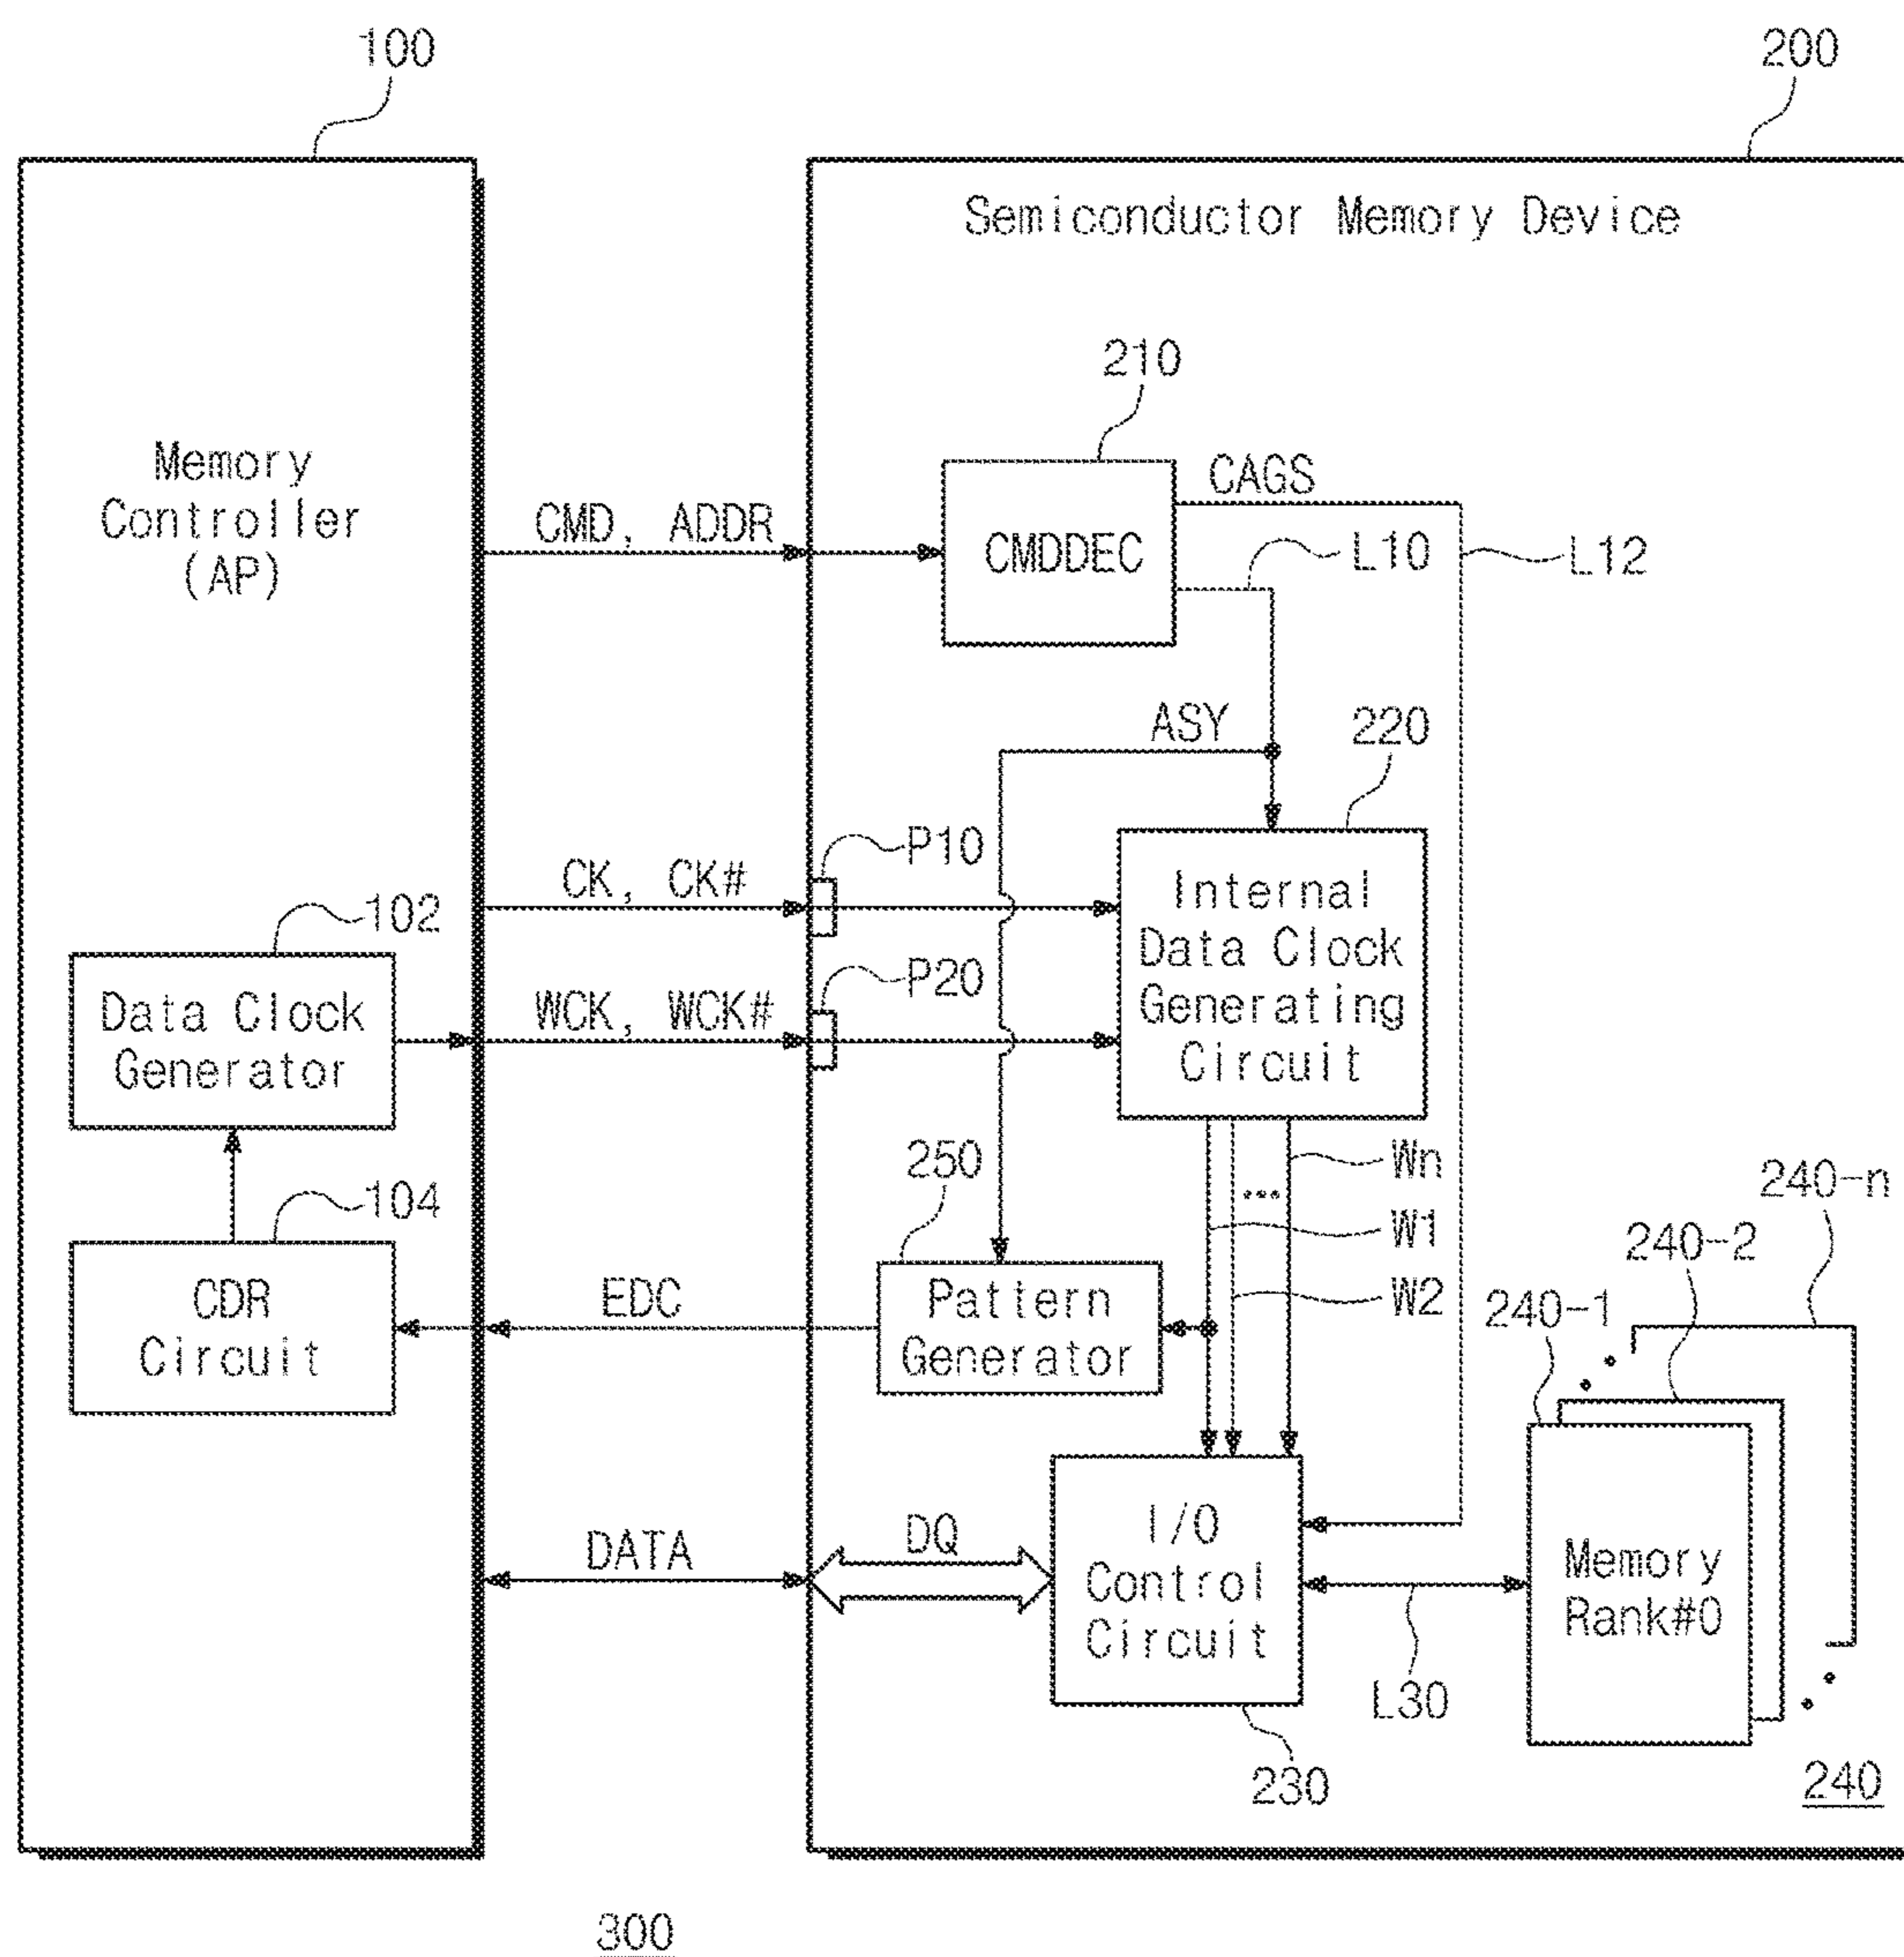 100
200
Semiconductor Memory Device
210
Memory
Controller
(AP)
CMD, ADDR
CMDDEC
CAGS
L10
L12
ASY
220
P10
CK, CK#
102
P20
Data Clock
Generator
WCK, WCK#
Internal
Data Clock
Generating
Circuit
250
Wn
...
W1
W2
104
CDR
Circuit
EDC
Pattern
Generator
240-n
240-2
240-1
DATA
DQ
I/O
Control
Circuit
Memory
Rank#0
L30
230
240
300